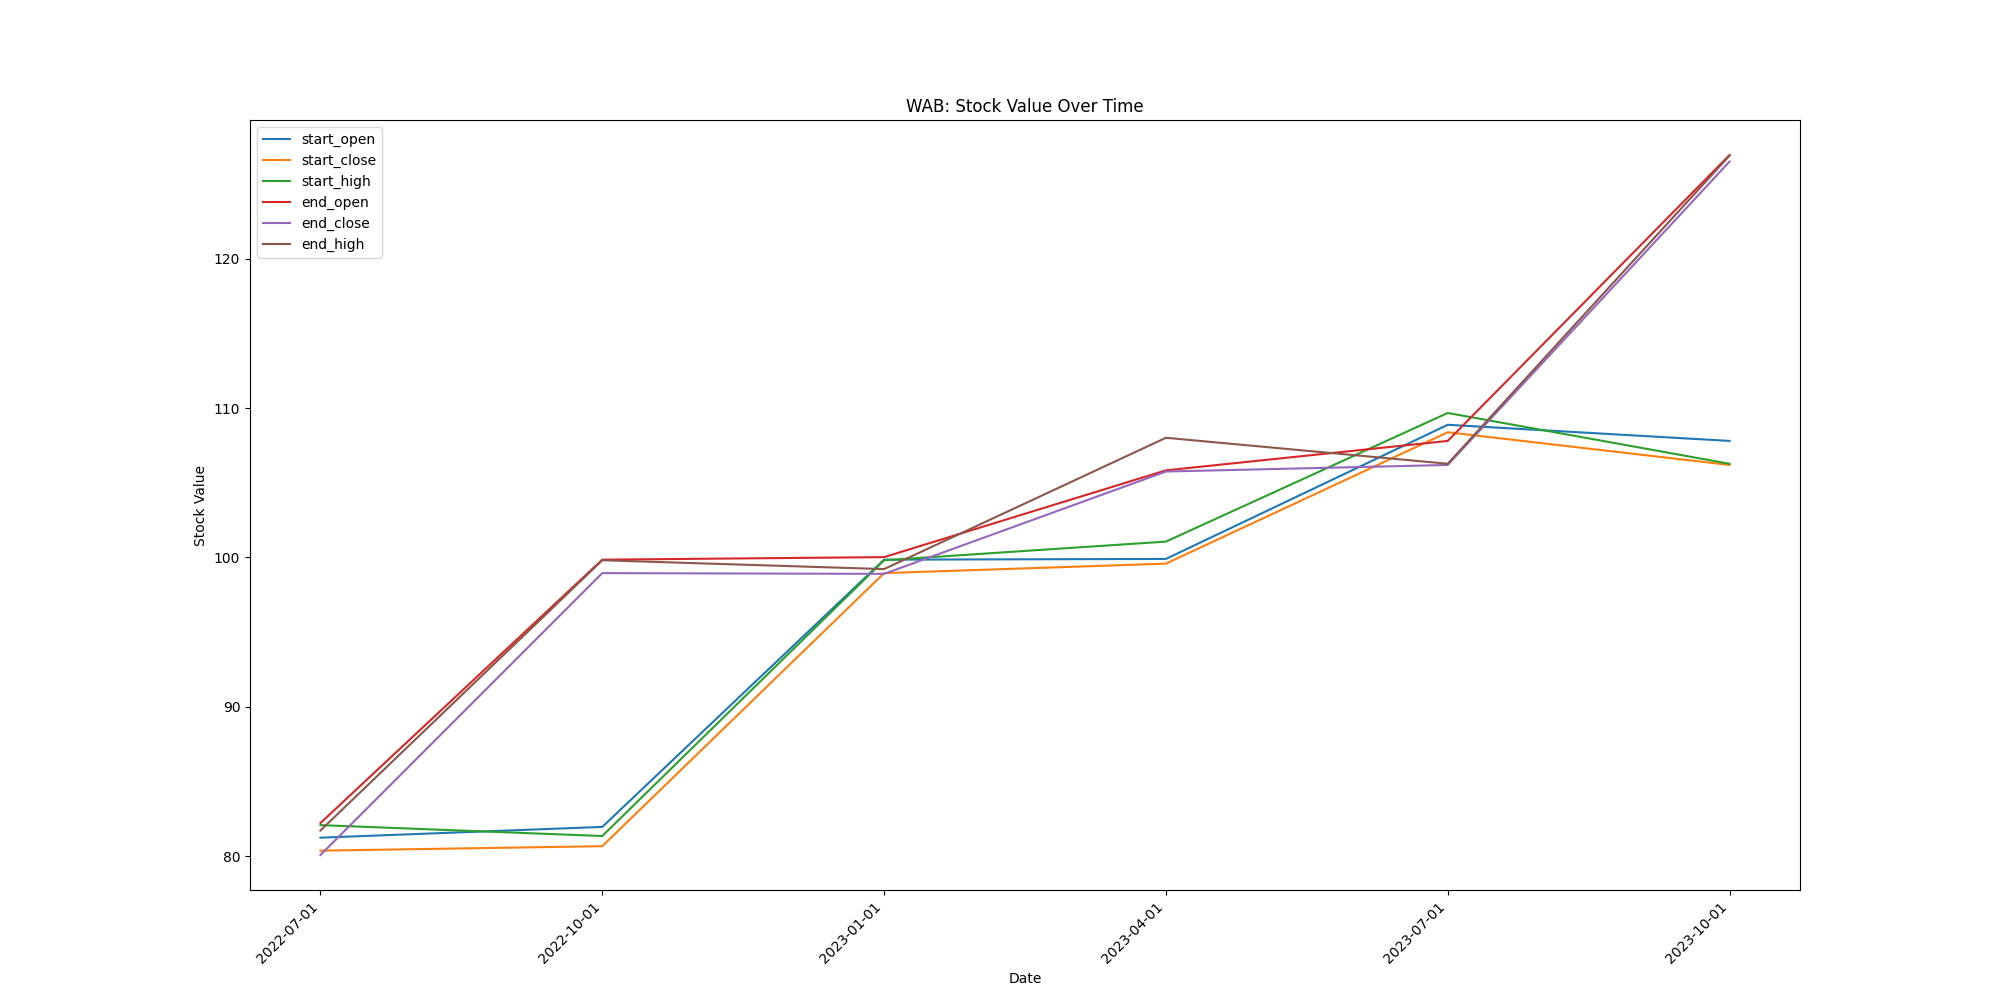 WAB: Stock Value Over Time
start_open
start_close
start_high
end_open
end_close
end_high
120
110
100
90
80
Stock Value
2022-07-01
2022-10-01
2023-01-01
2023-04-01
2023-07-01
2023-10-01
Date